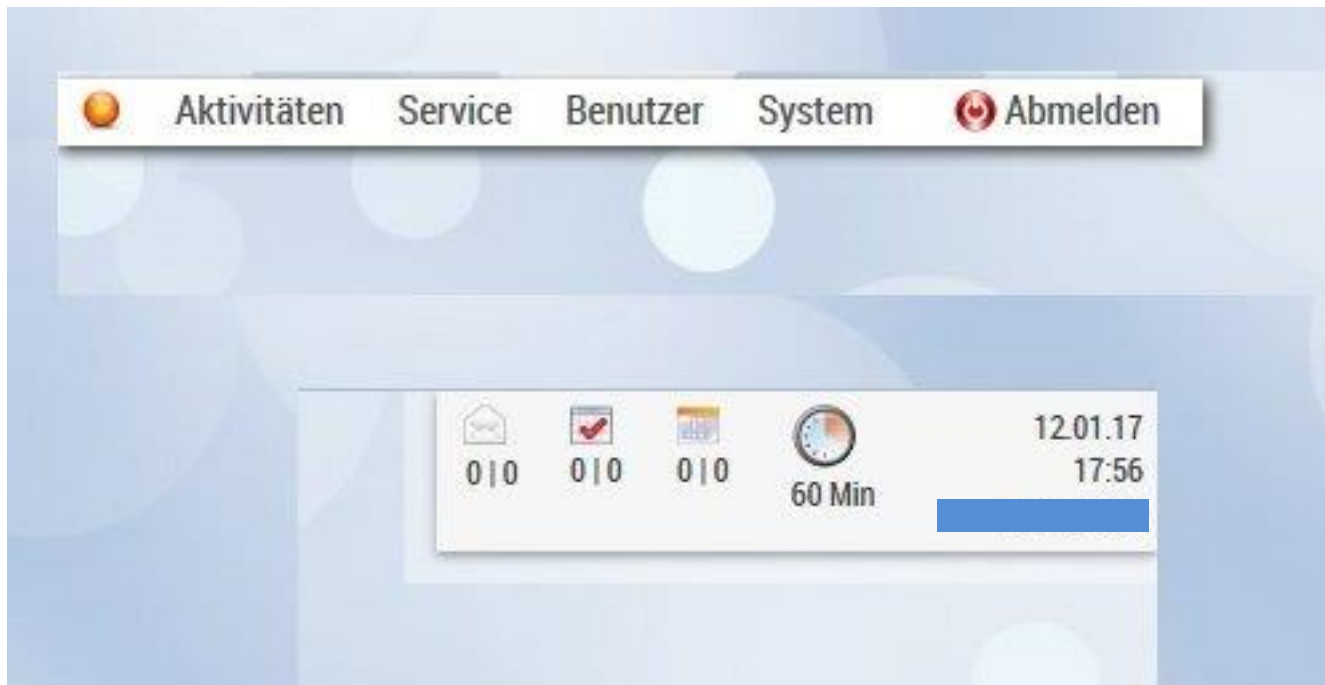 Aktivitäten Service Benutzer System Abmelden
12.01.17
0|0 0|0 0|0 17:56
60 Min